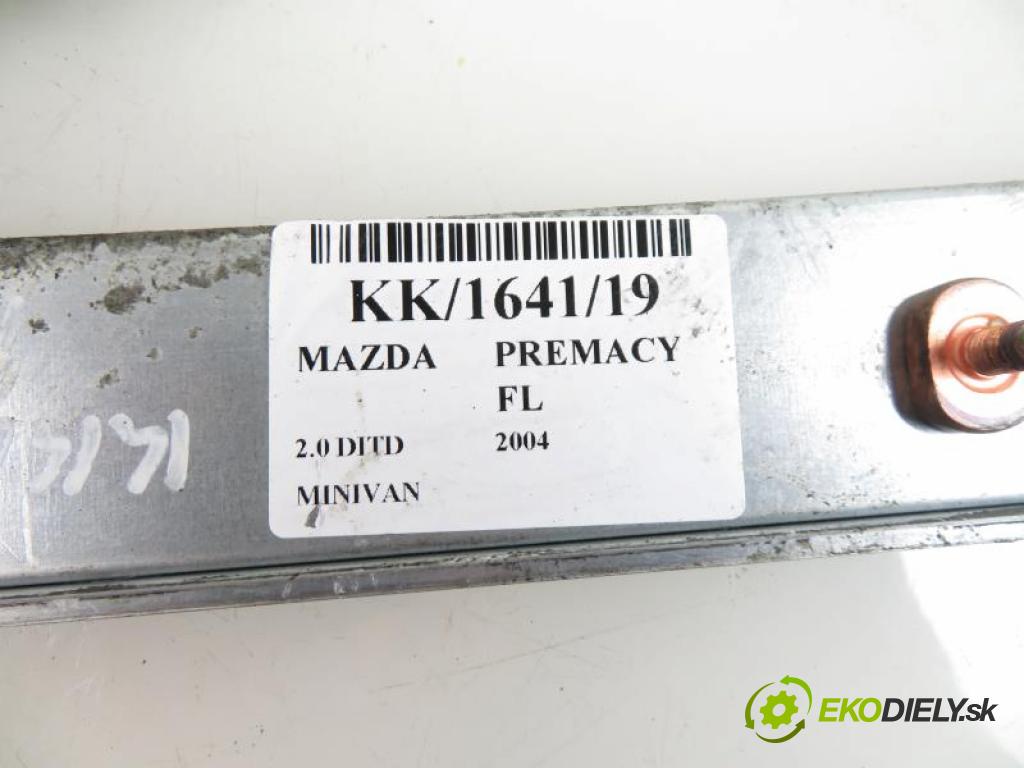 KK/1641/19
MAZDA PREMACY
FL
2.0 DITD 2004
MINIVAN
EKODIELY.sk